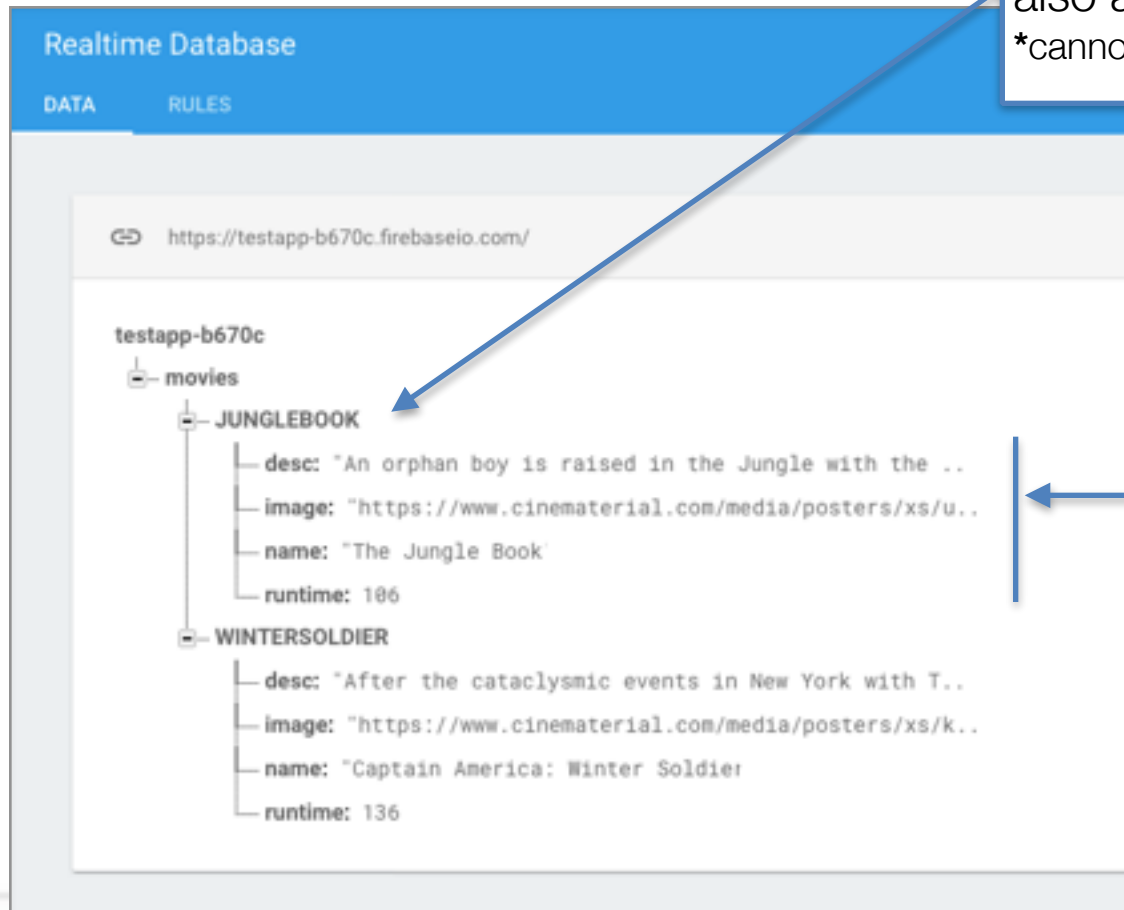 also a
*canno
Realtime Database
DATA RULES
https://testapp-b670c.firebaseio.com/
testapp-b670c
movies
JUNGLEBOOK
desc: "An orphan boy is raised in the Jungle with the ..
image: "https://www.cinematerial.com/media/posters/xs/u..
name: "The Jungle Book
runtime: 106
WINTERSOLDIER
desc: "After the cataclysmic events in New York with T..
image: "https://www.cinematerial.com/media/posters/xs/k..
name: "Captain America: Winter Soldier
runtime: 136